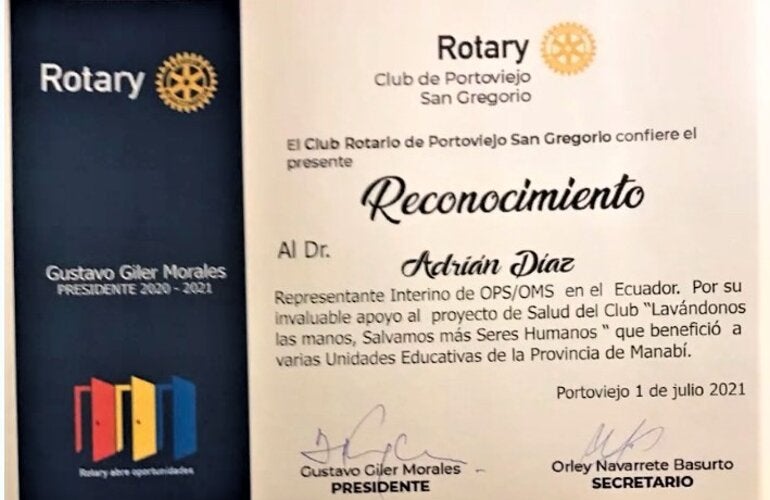 Rotary
Gustavo Giler Morales
PRESIDENTE 2020 - 2021
Rotary abre oportunidades
Rotary
Club de Portoviejo
San Gregorio
El Club Rotario de Portoviejo San Gregorio confiere el
presente
Reconocimiento
Al Dr. Adrián Díaz
Representante Interino de OPS/OMS en el Ecuador. Por su
invaluable apoyo al proyecto de Salud del Club "Lavándonos
las manos, Salvamos más Seres Humanos " que benefició a
varias Unidades Educativas de la Provincia de Manabí.
Portoviejo 1 de julio 2021
Gustavo Giler Morales
PRESIDENTE
Orley Navarrete Basurto
SECRETARIO